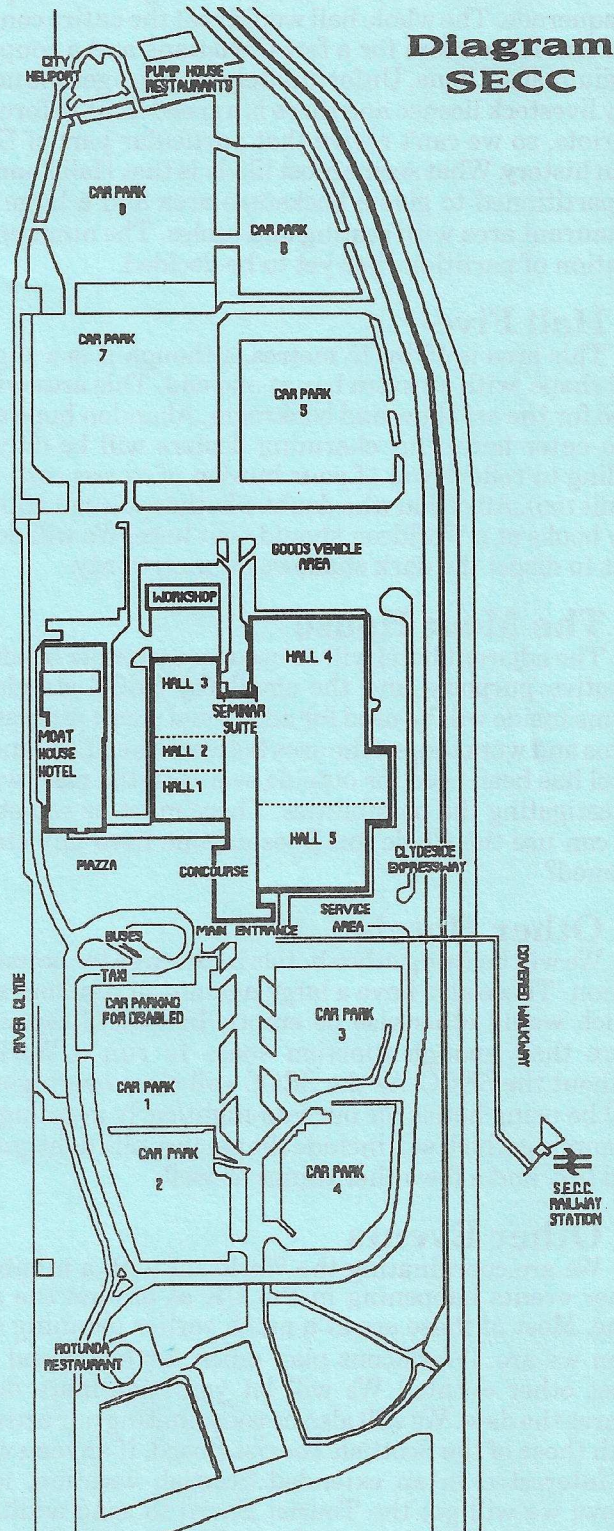 Diagram
SECC
CITY
HELIPORT
PUMP HOUSE
RESTAURANTS
CAR PARK
8
CAR PARK
6
CAR PARK
7
CAR PARK
5
GOODS VEHICLE
AREA
WORKSHOP
HALL 4
HALL 3
SEMINAR
SUITE
MOAT
HOUSE
HOTEL
HALL 2
HALL 1
HALL 5
PIAZZA
CONCOURSE
CLYDESIDE
EXPRESSWAY
MAIN ENTRANCE
SERVICE
AREA
BUSES
TAXI
RIVER CLYDE
COVERED WALKWAY
CAR PARKING
FOR DISABLED
CAR PARK
3
CAR PARK
1
CAR PARK
2
CAR PARK
4
S.E.C.C.
RAILWAY
STATION
ROTUNDA
RESTAURANT